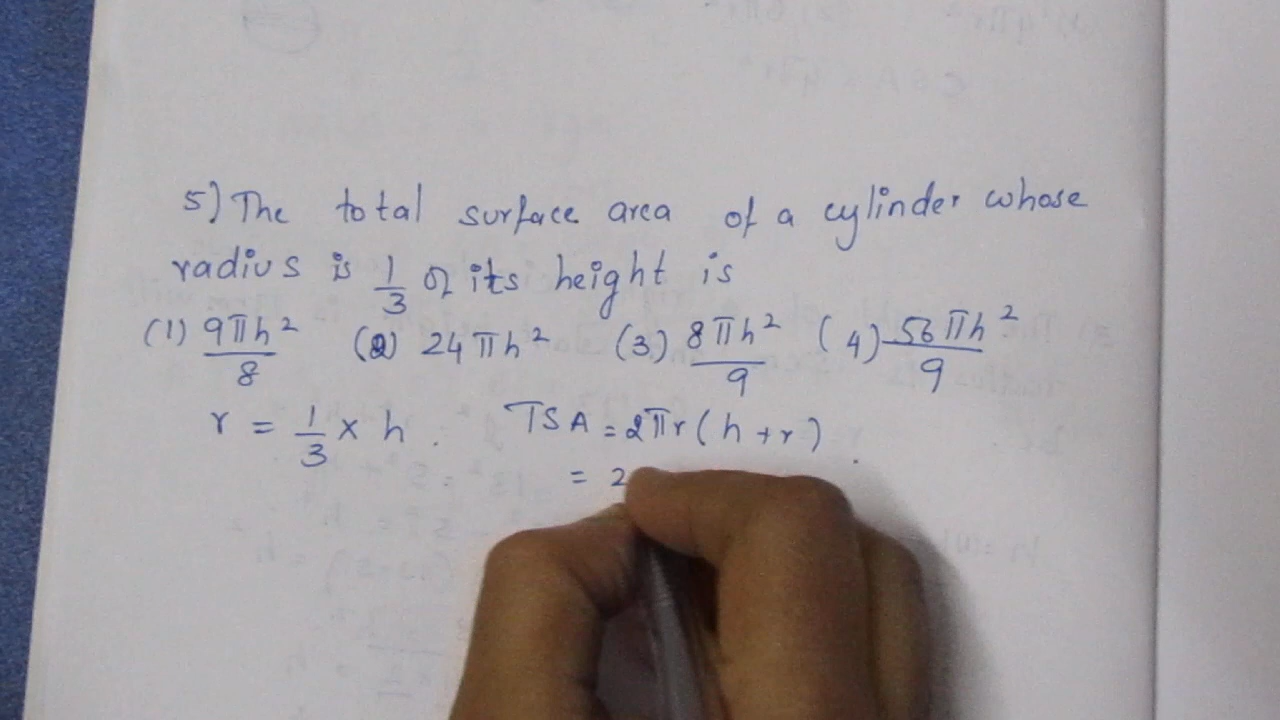 5) The total surface area of a cylinder whose
radius is 1/3 of its height is
(1) 9πh²/8 (2) 24πh² (3) 8πh²/9 (4) 56πh²/9
r = 1/3 × h . TSA = 2πr(h+r)
= 2